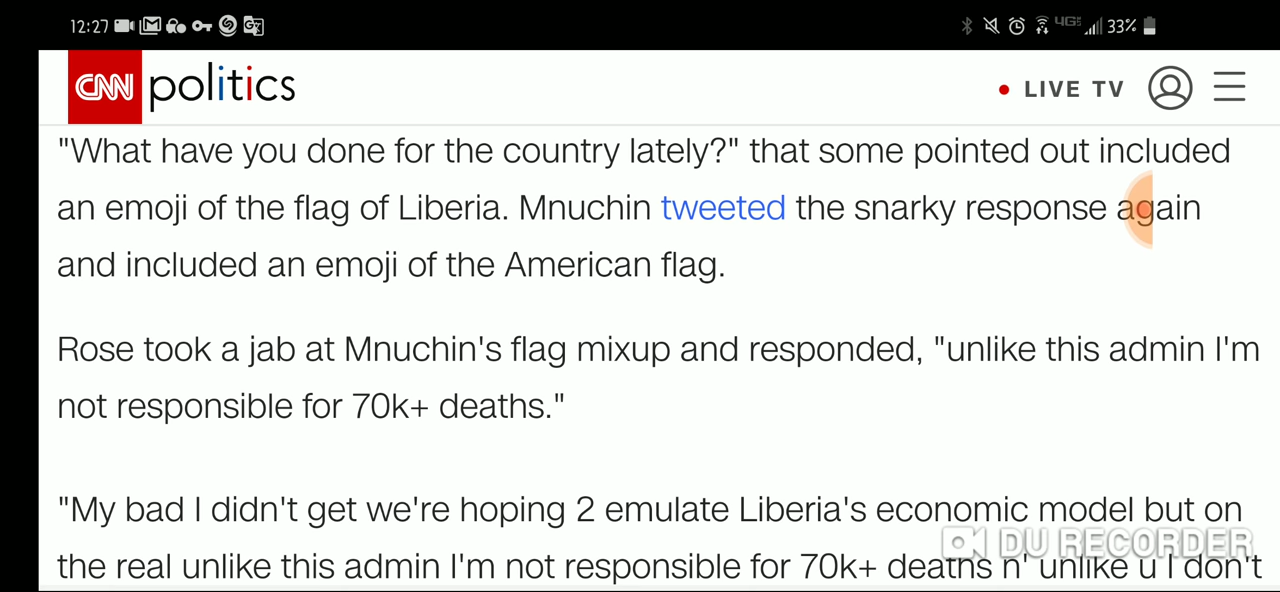 12:27 4G 33%
CNN politics LIVE TV
"What have you done for the country lately?" that some pointed out included
an emoji of the flag of Liberia. Mnuchin tweeted the snarky response again
and included an emoji of the American flag.
Rose took a jab at Mnuchin's flag mixup and responded, "unlike this admin I'm
not responsible for 70k+ deaths."
"My bad I didn't get we're hoping 2 emulate Liberia's economic model but on
the real unlike this admin I'm not responsible for 70k+ deaths n' unlike u I don't
DU RECORDER